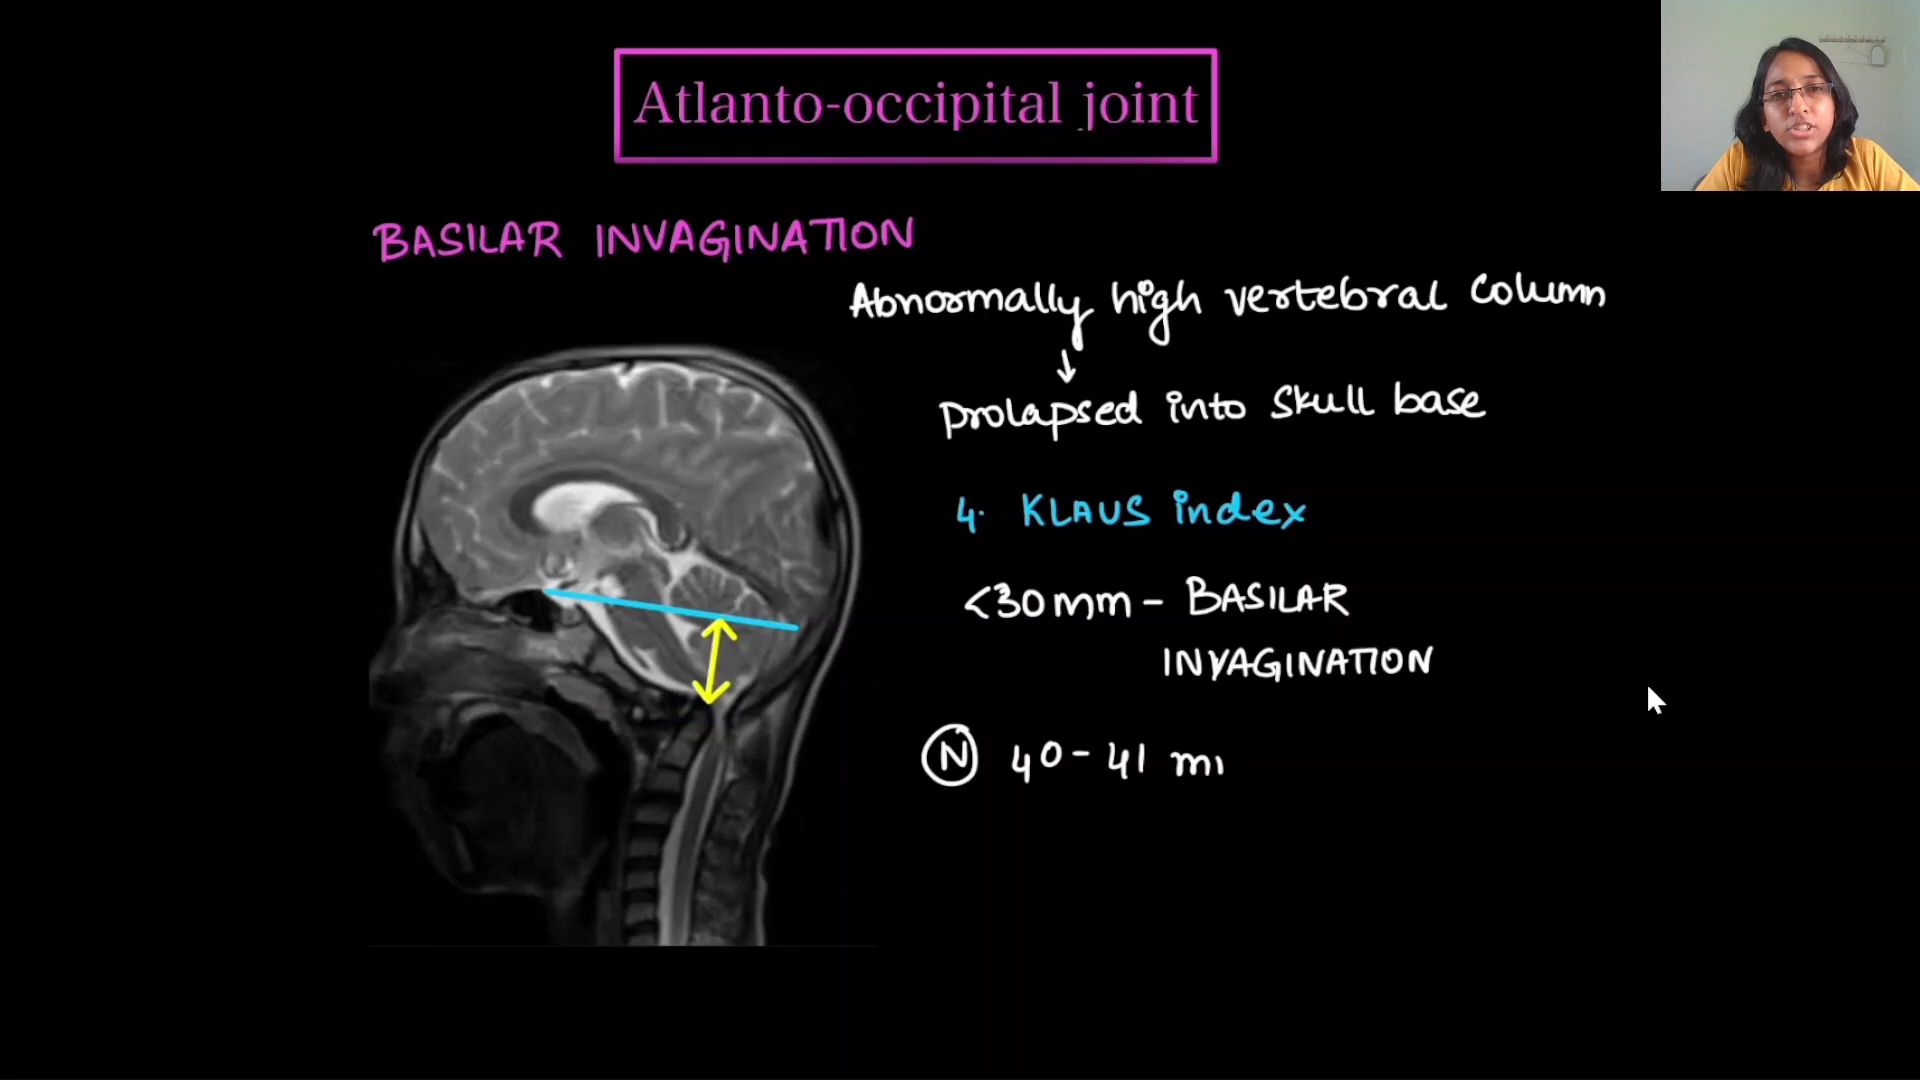 Atlanto-occipital joint
BASILAR INVAGINATION
Abnormally high vertebral column
↓
Prolapsed into skull base
4. KLAUS index
<30mm - BASILAR
INVAGINATION
N 40-41 m